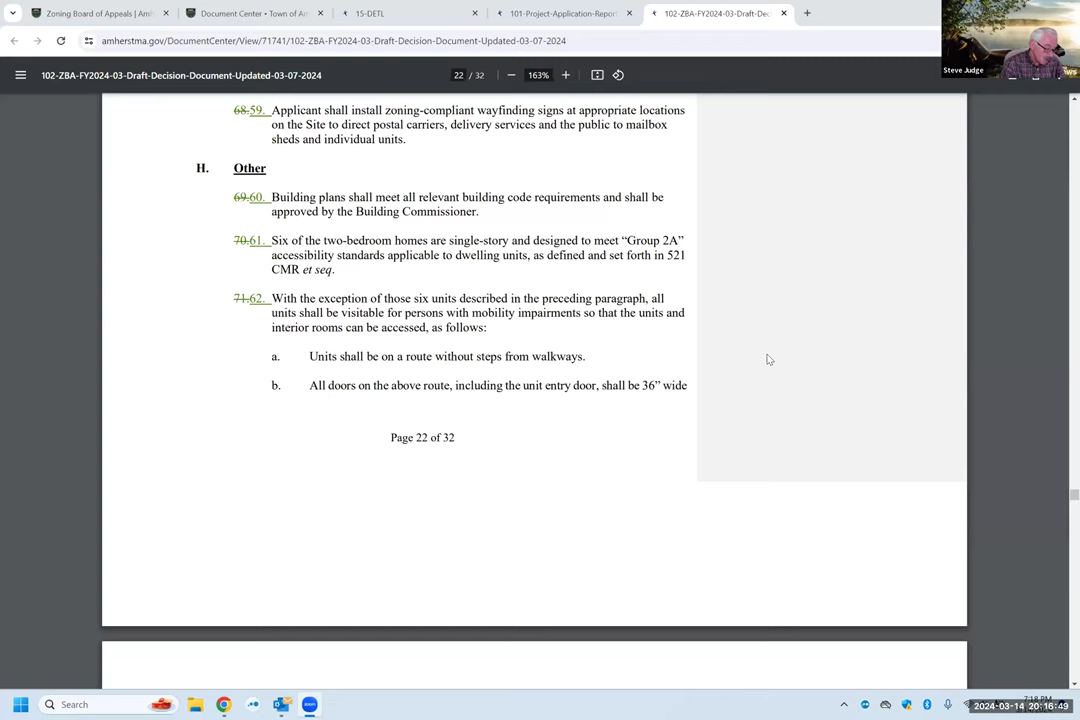 Zoning Board of Appeals | Amh
Document Center • Town of Am
15-DETL
101-Project-Application-Report
102-ZBA-FY2024-03-Draft-Deci
amherstma.gov/DocumentCenter/View/71741/102-ZBA-FY2024-03-Draft-Decision-Document-Updated-03-07-2024
102-ZBA-FY2024-03-Draft-Decision-Document-Updated-03-07-2024
22 / 32
163%
Steve Judge
68.59. Applicant shall install zoning-compliant wayfinding signs at appropriate locations
on the Site to direct postal carriers, delivery services and the public to mailbox
sheds and individual units.
H. Other
69.60. Building plans shall meet all relevant building code requirements and shall be
approved by the Building Commissioner.
70.61. Six of the two-bedroom homes are single-story and designed to meet “Group 2A”
accessibility standards applicable to dwelling units, as defined and set forth in 521
CMR et seq.
71.62. With the exception of those six units described in the preceding paragraph, all
units shall be visitable for persons with mobility impairments so that the units and
interior rooms can be accessed, as follows:
a. Units shall be on a route without steps from walkways.
b. All doors on the above route, including the unit entry door, shall be 36” wide
Page 22 of 32
Search
zoom
7:18 PM
2024-03-14 20:16:49